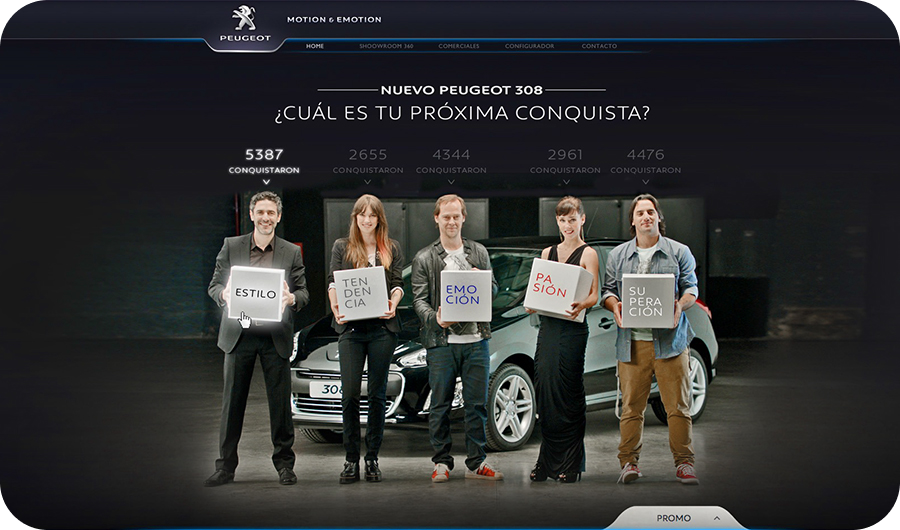 PEUGEOT
MOTION & EMOTION
HOME SHOOWROOM 360 COMERCIALES CONFIGURADOR CONTACTO
NUEVO PEUGEOT 308
¿CUÁL ES TU PRÓXIMA CONQUISTA?
5387 2655 4344 2961 4476
CONQUISTARON CONQUISTARON CONQUISTARON CONQUISTARON CONQUISTARON
ESTILO
TEN
DEN
CIA
EMO
CIÓN
PA
SIÓN
SU
PERA
CIÓN
308
PROMO